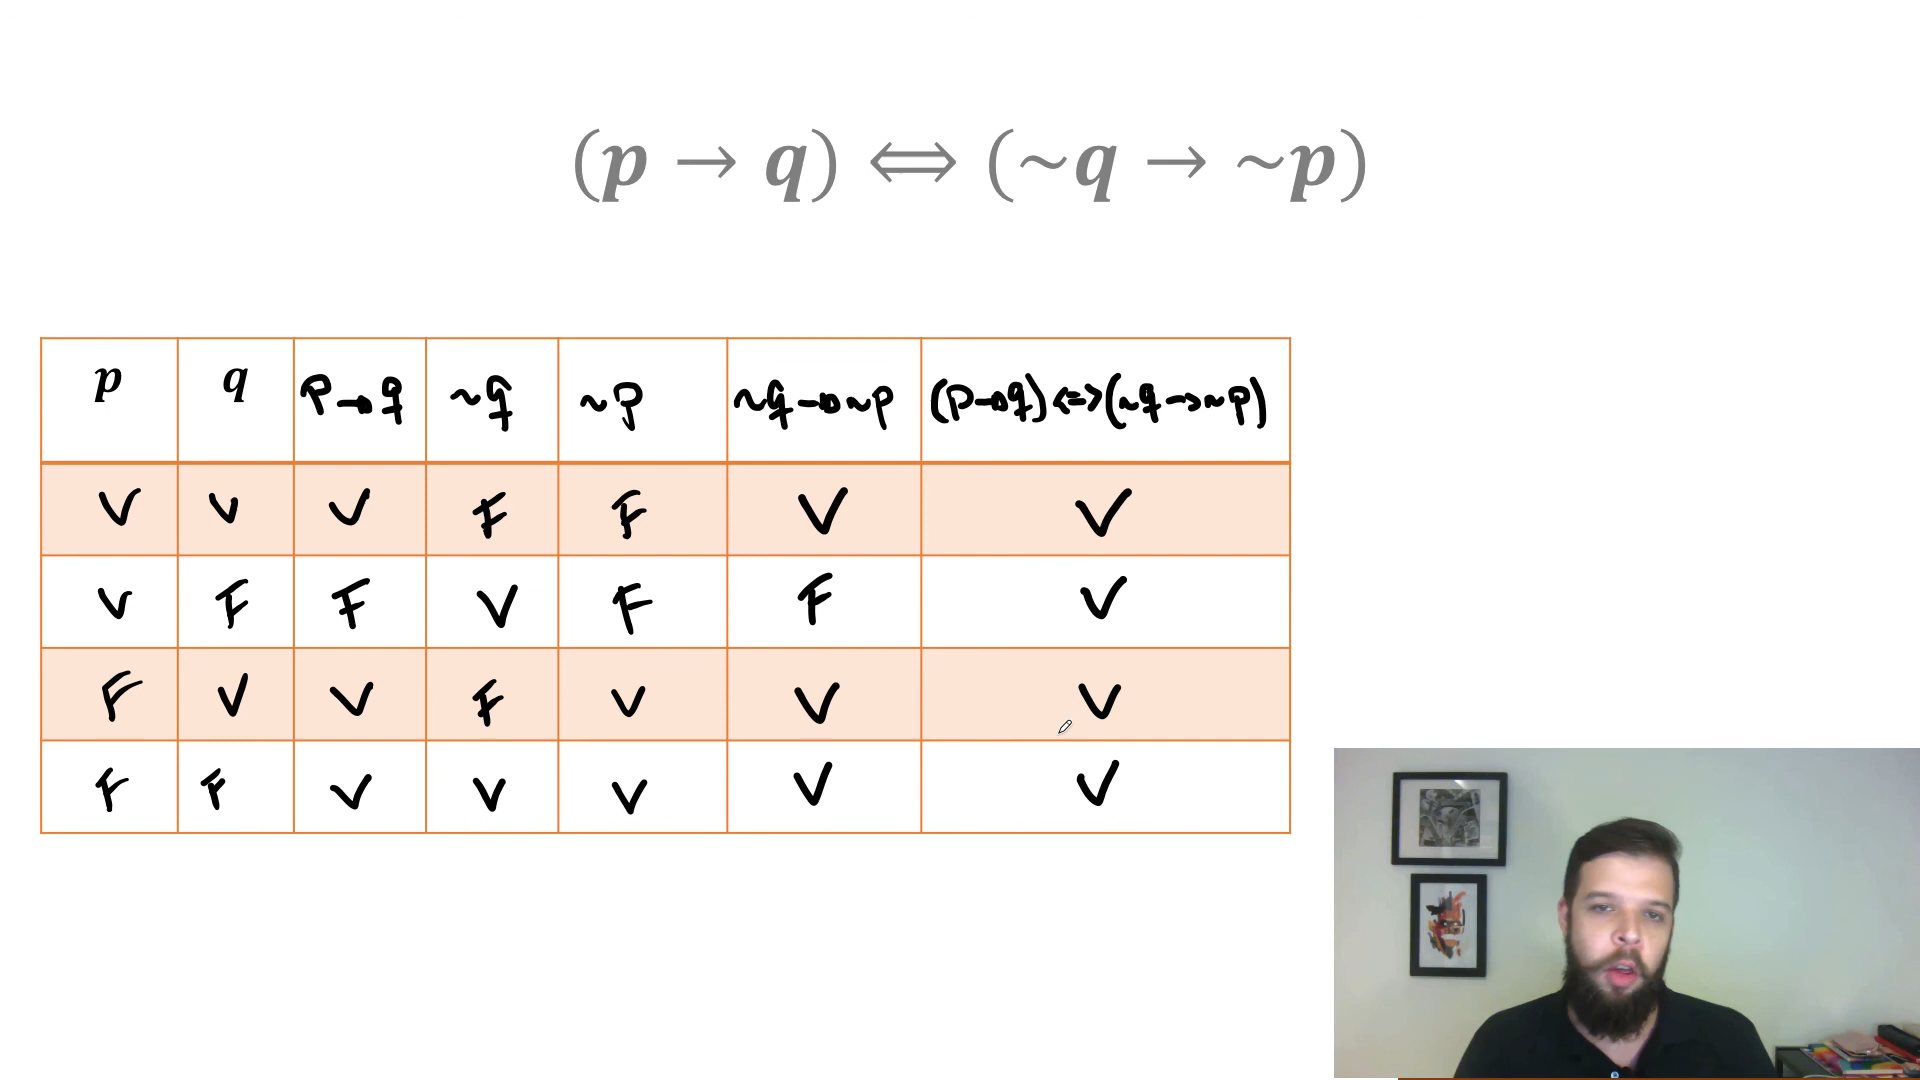 (p → q) ⟺ (~q → ~p)
p q p→q ~q ~p ~q→~p (p→q)<=>(~q→~p)
V V V F F V V
V F F V F F V
F V V F V V V
F F V V V V V